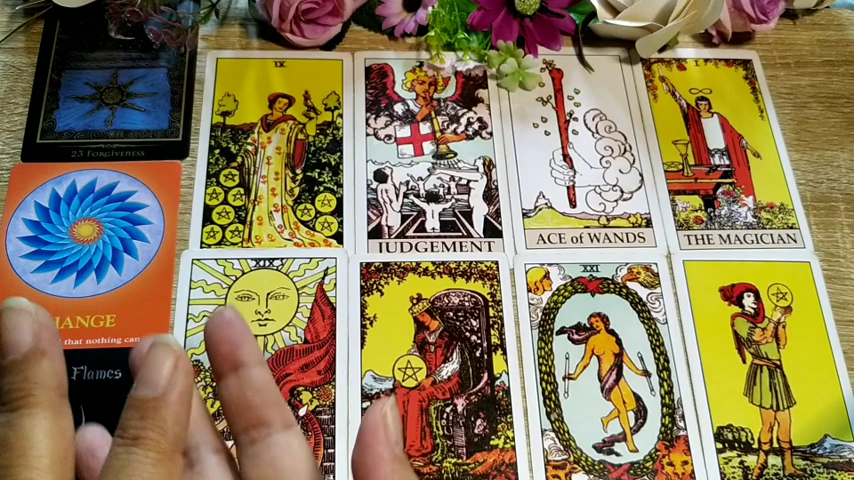 23 FORGIVENESS
IX
JUDGEMENT
ACE of WANDS
I
THE MAGICIAN
HANGE
that nothing can
Flames
XIX
XXI